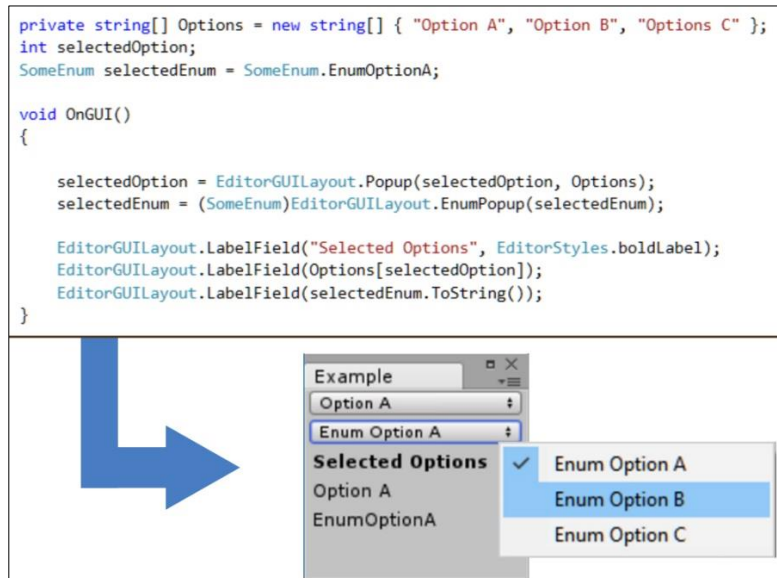 private string[] Options = new string[] { "Option A", "Option B", "Options C" };
int selectedOption;
SomeEnum selectedEnum = SomeEnum.EnumOptionA;
void OnGUI()
{
selectedOption = EditorGUILayout.Popup(selectedOption, Options);
selectedEnum = (SomeEnum)EditorGUILayout.EnumPopup(selectedEnum);
EditorGUILayout.LabelField("Selected Options", EditorStyles.boldLabel);
EditorGUILayout.LabelField(Options[selectedOption]);
EditorGUILayout.LabelField(selectedEnum.ToString());
}
Example
Option A
Enum Option A
Selected Options
Option A
EnumOptionA
Enum Option A
Enum Option B
Enum Option C